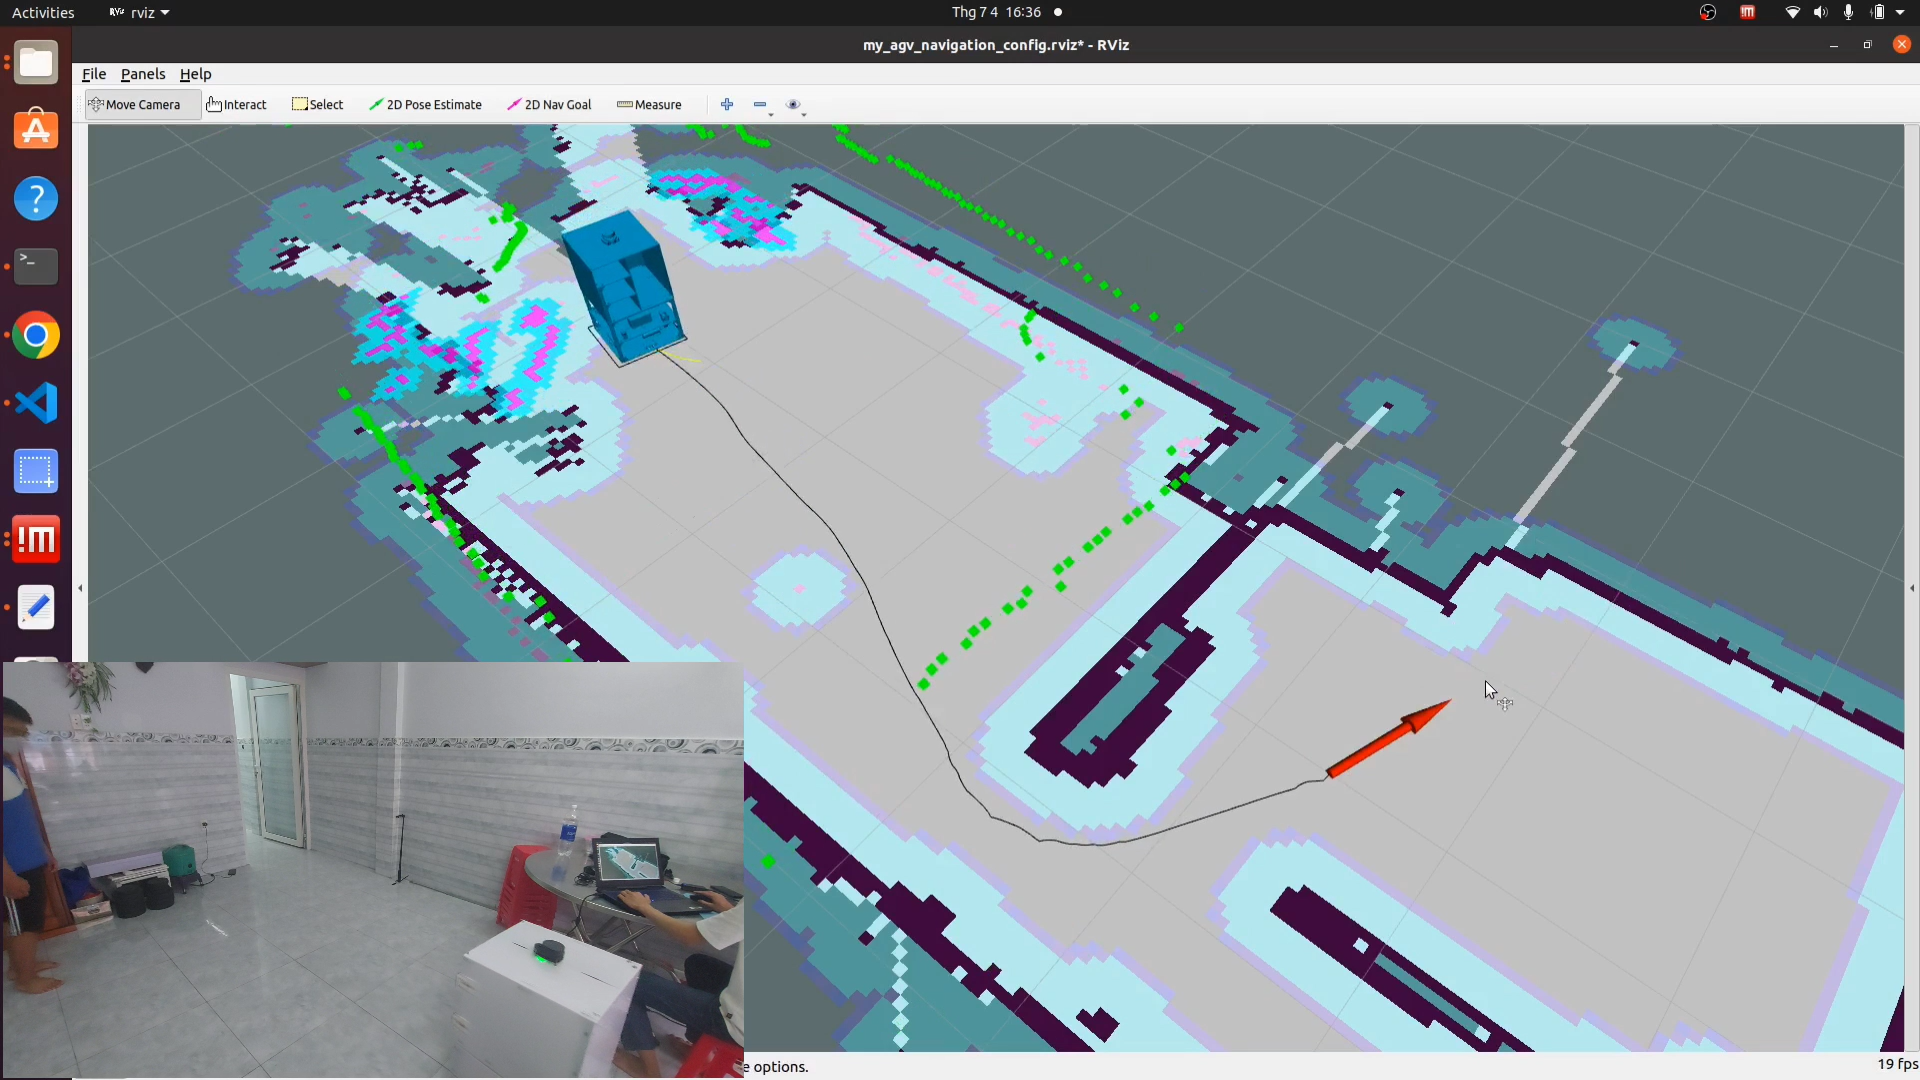 Activities
RViz
rviz
Thg 7 4 16:36
my_agv_navigation_config.rviz* - RViz
File
Panels
Help
Move Camera
Interact
Select
2D Pose Estimate
2D Nav Goal
Measure
!M
e options.
19 fps